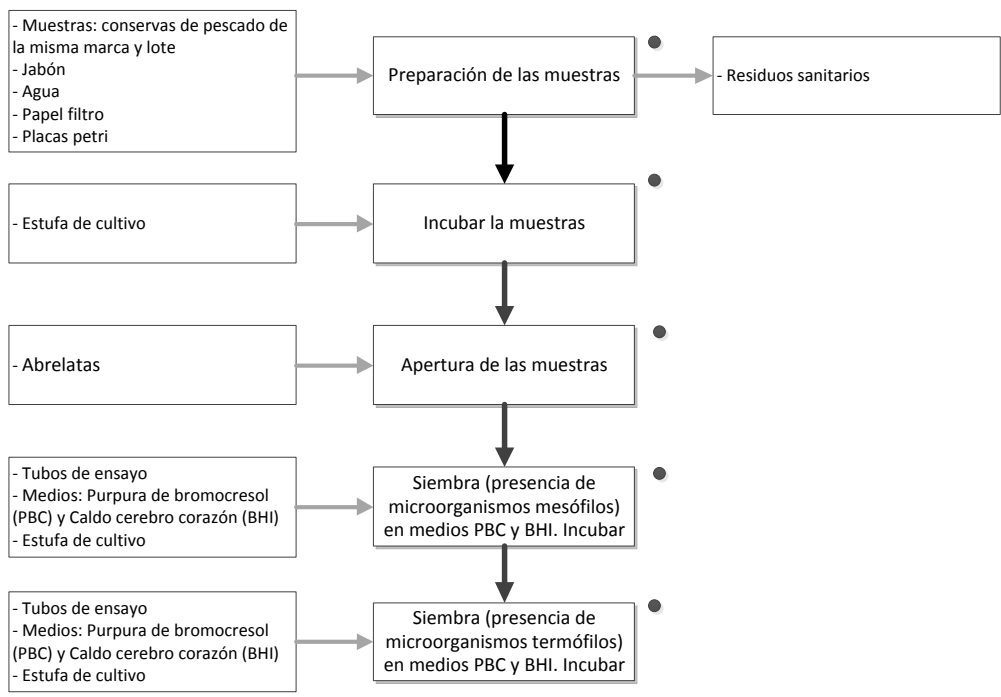 - Muestras: conservas de pescado de
la misma marca y lote
- Jabón
- Agua
- Papel filtro
- Placas petri
Preparación de las muestras
- Residuos sanitarios
- Estufa de cultivo
Incubar la muestras
- Abrelatas
Apertura de las muestras
- Tubos de ensayo
- Medios: Purpura de bromocresol
(PBC) y Caldo cerebro corazón (BHI)
- Estufa de cultivo
Siembra (presencia de
microorganismos mesófilos)
en medios PBC y BHI. Incubar
- Tubos de ensayo
- Medios: Purpura de bromocresol
(PBC) y Caldo cerebro corazón (BHI)
- Estufa de cultivo
Siembra (presencia de
microorganismos termófilos)
en medios PBC y BHI. Incubar